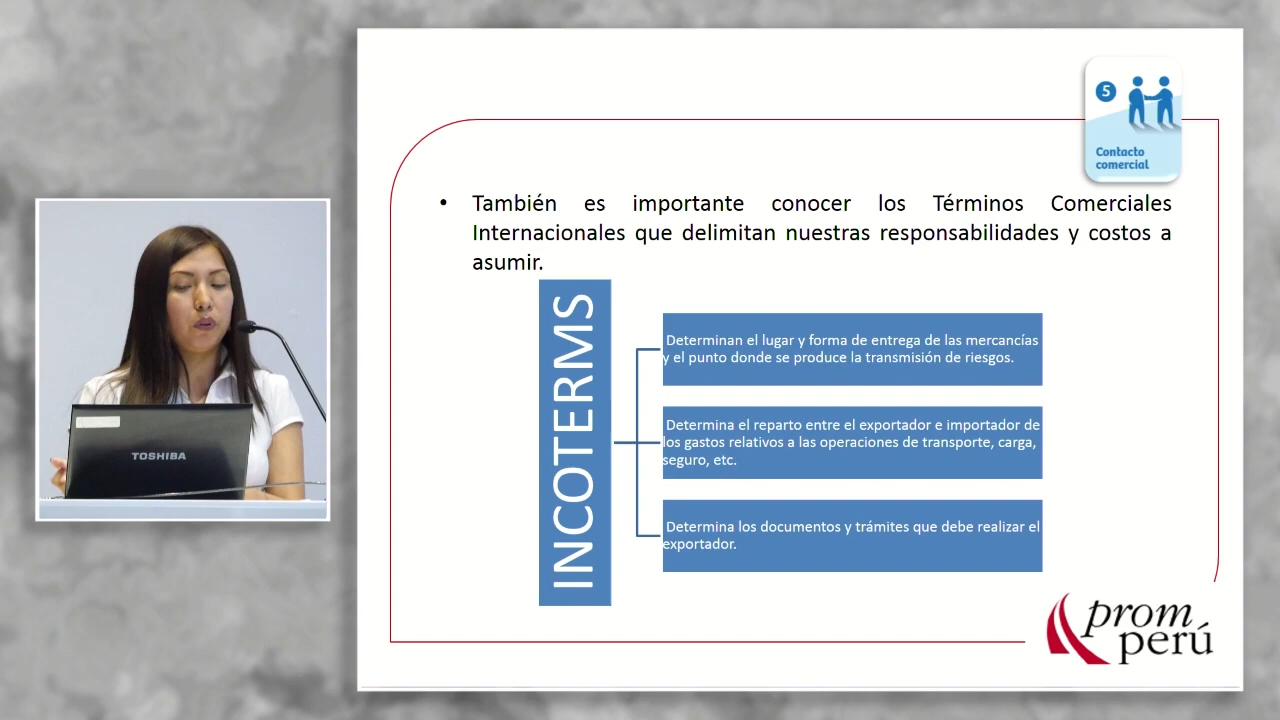 5
Contacto
comercial
• También es importante conocer los Términos Comerciales
Internacionales que delimitan nuestras responsabilidades y costos a
asumir.
INCOTERMS
Determinan el lugar y forma de entrega de las mercancías
y el punto donde se produce la transmisión de riesgos.
Determina el reparto entre el exportador e importador de
los gastos relativos a las operaciones de transporte, carga,
seguro, etc.
Determina los documentos y trámites que debe realizar el
exportador.
TOSHIBA
prom
perú